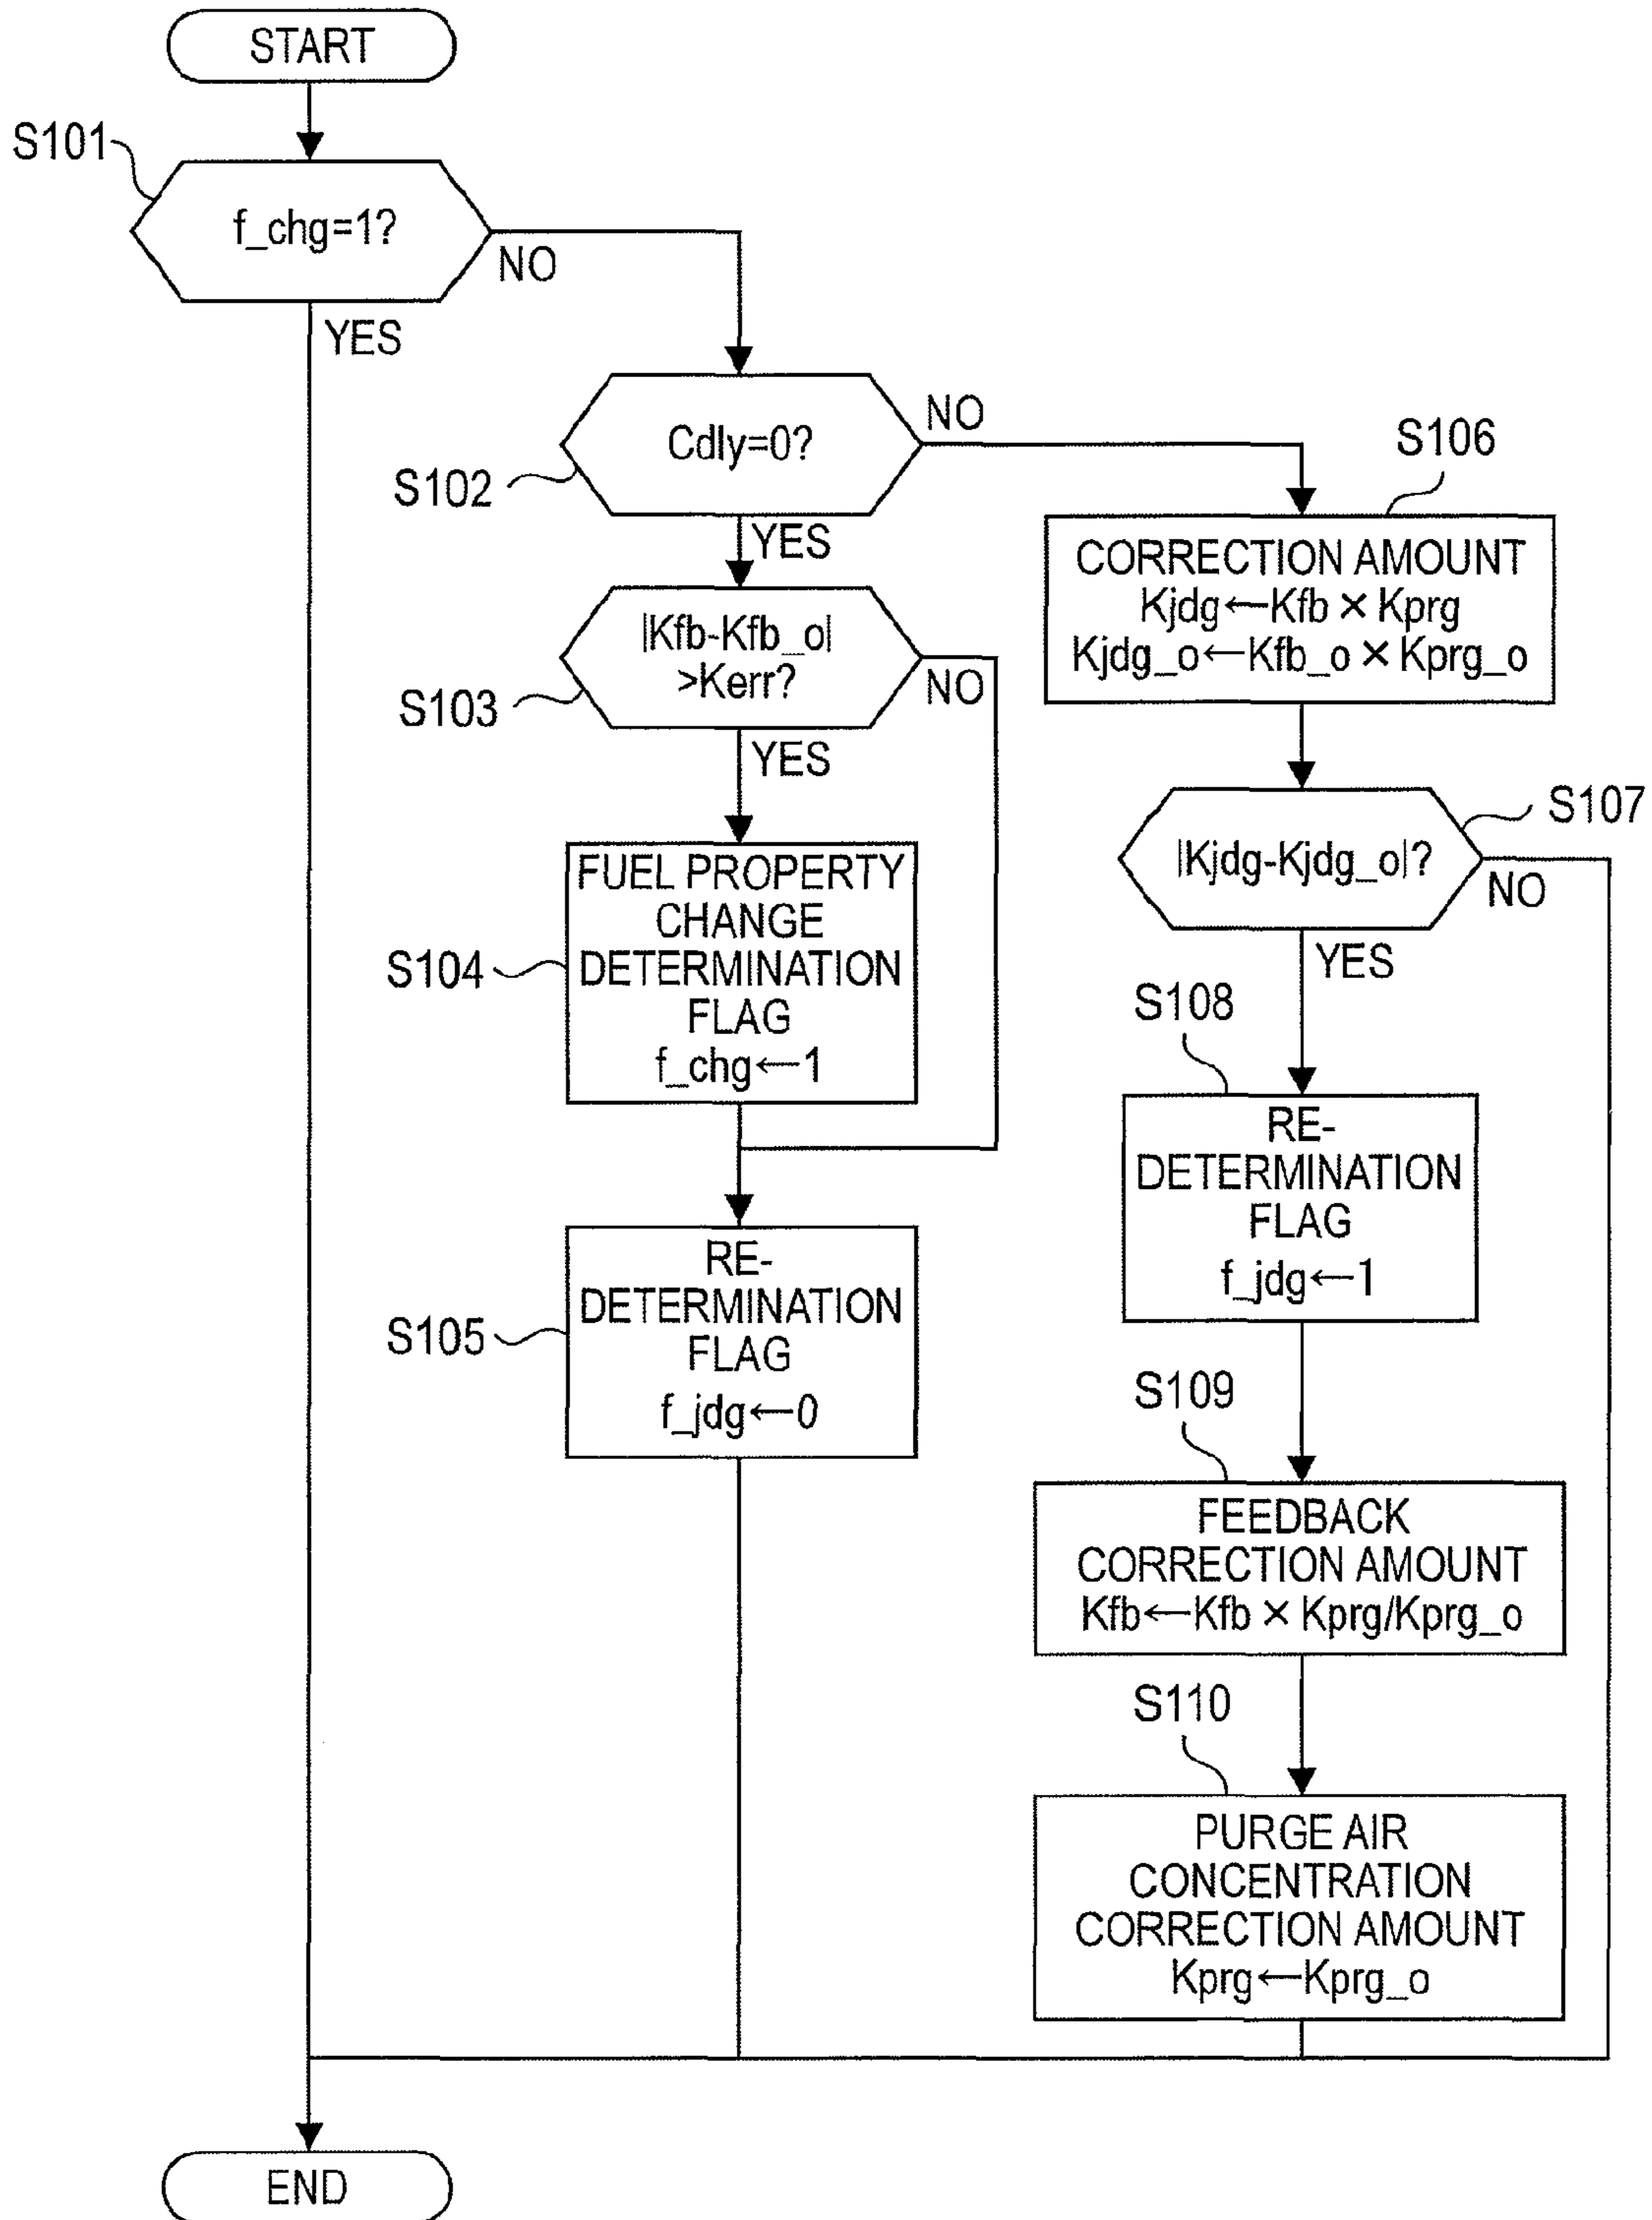 START
S101
f_chg=1?
NO
YES
Cdly=0?
NO
S102
YES
S106
CORRECTION AMOUNT
Kjdg←Kfb × Kprg
Kjdg_o←Kfb_o × Kprg_o
|Kfb-Kfb_o|
>Kerr?
NO
S103
YES
S107
|Kjdg-Kjdg_o|?
NO
YES
S104
FUEL PROPERTY
CHANGE
DETERMINATION
FLAG
f_chg←1
S108
RE-
DETERMINATION
FLAG
f_jdg←1
S105
RE-
DETERMINATION
FLAG
f_jdg←0
S109
FEEDBACK
CORRECTION AMOUNT
Kfb←Kfb × Kprg/Kprg_o
S110
PURGE AIR
CONCENTRATION
CORRECTION AMOUNT
Kprg←Kprg_o
END